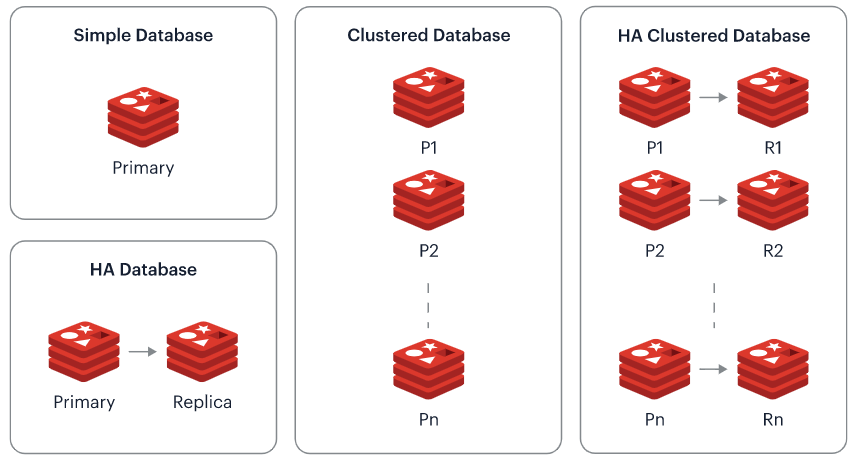 Simple Database
Primary
HA Database
Primary
Replica
Clustered Database
P1
P2
Pn
HA Clustered Database
P1
R1
P2
R2
Pn
Rn